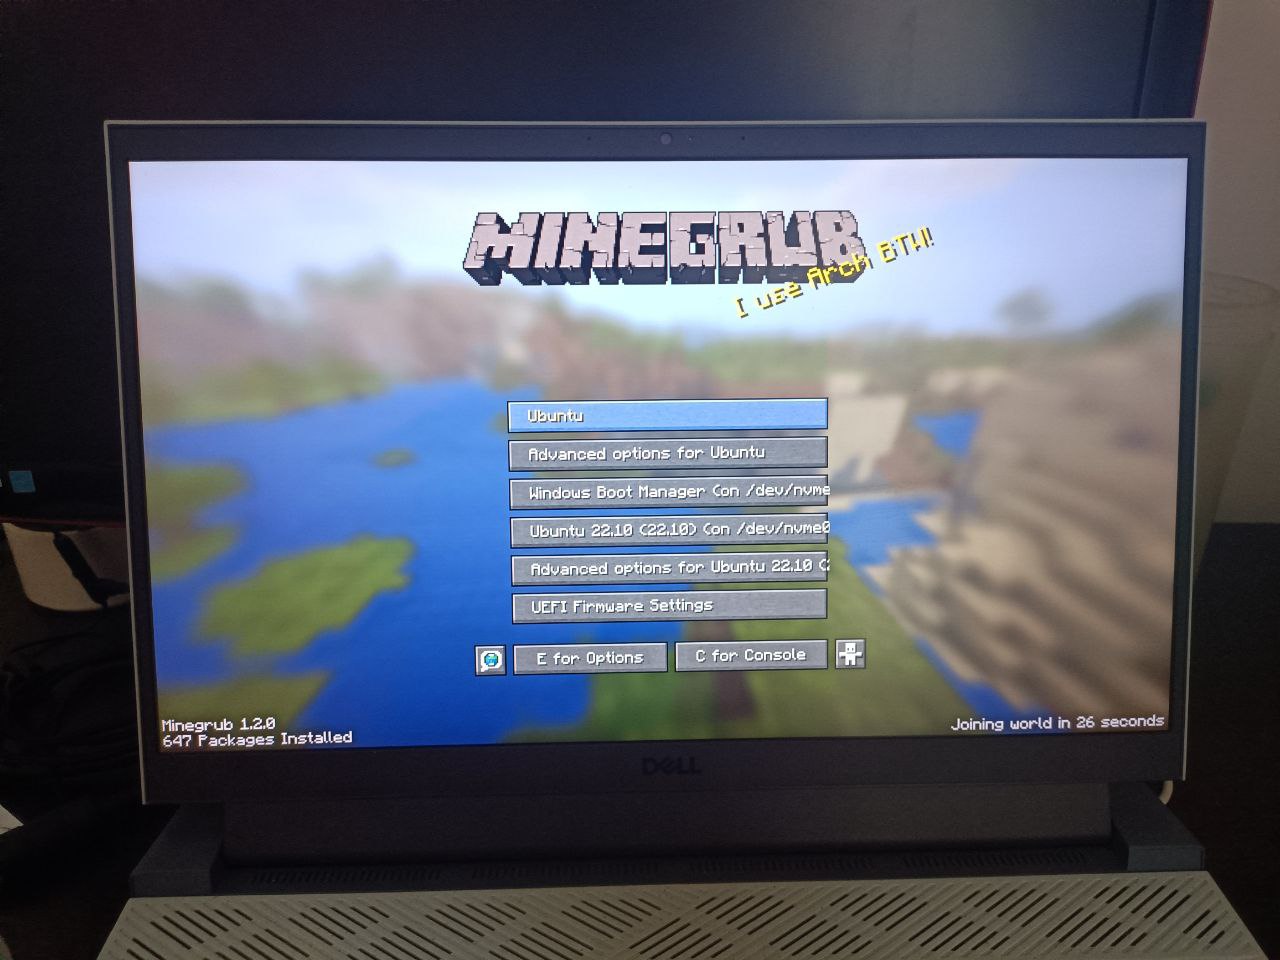 MINEGRUB
I use Arch BTW!
Ubuntu
Advanced options for Ubuntu
Windows Boot Manager (on /dev/nvme
Ubuntu 22.10 (22.10) (on /dev/nvme0
Advanced options for Ubuntu 22.10 (2
UEFI Firmware Settings
E for Options
C for Console
Minegrub 1.2.0
647 Packages Installed
Joining world in 26 seconds
DELL